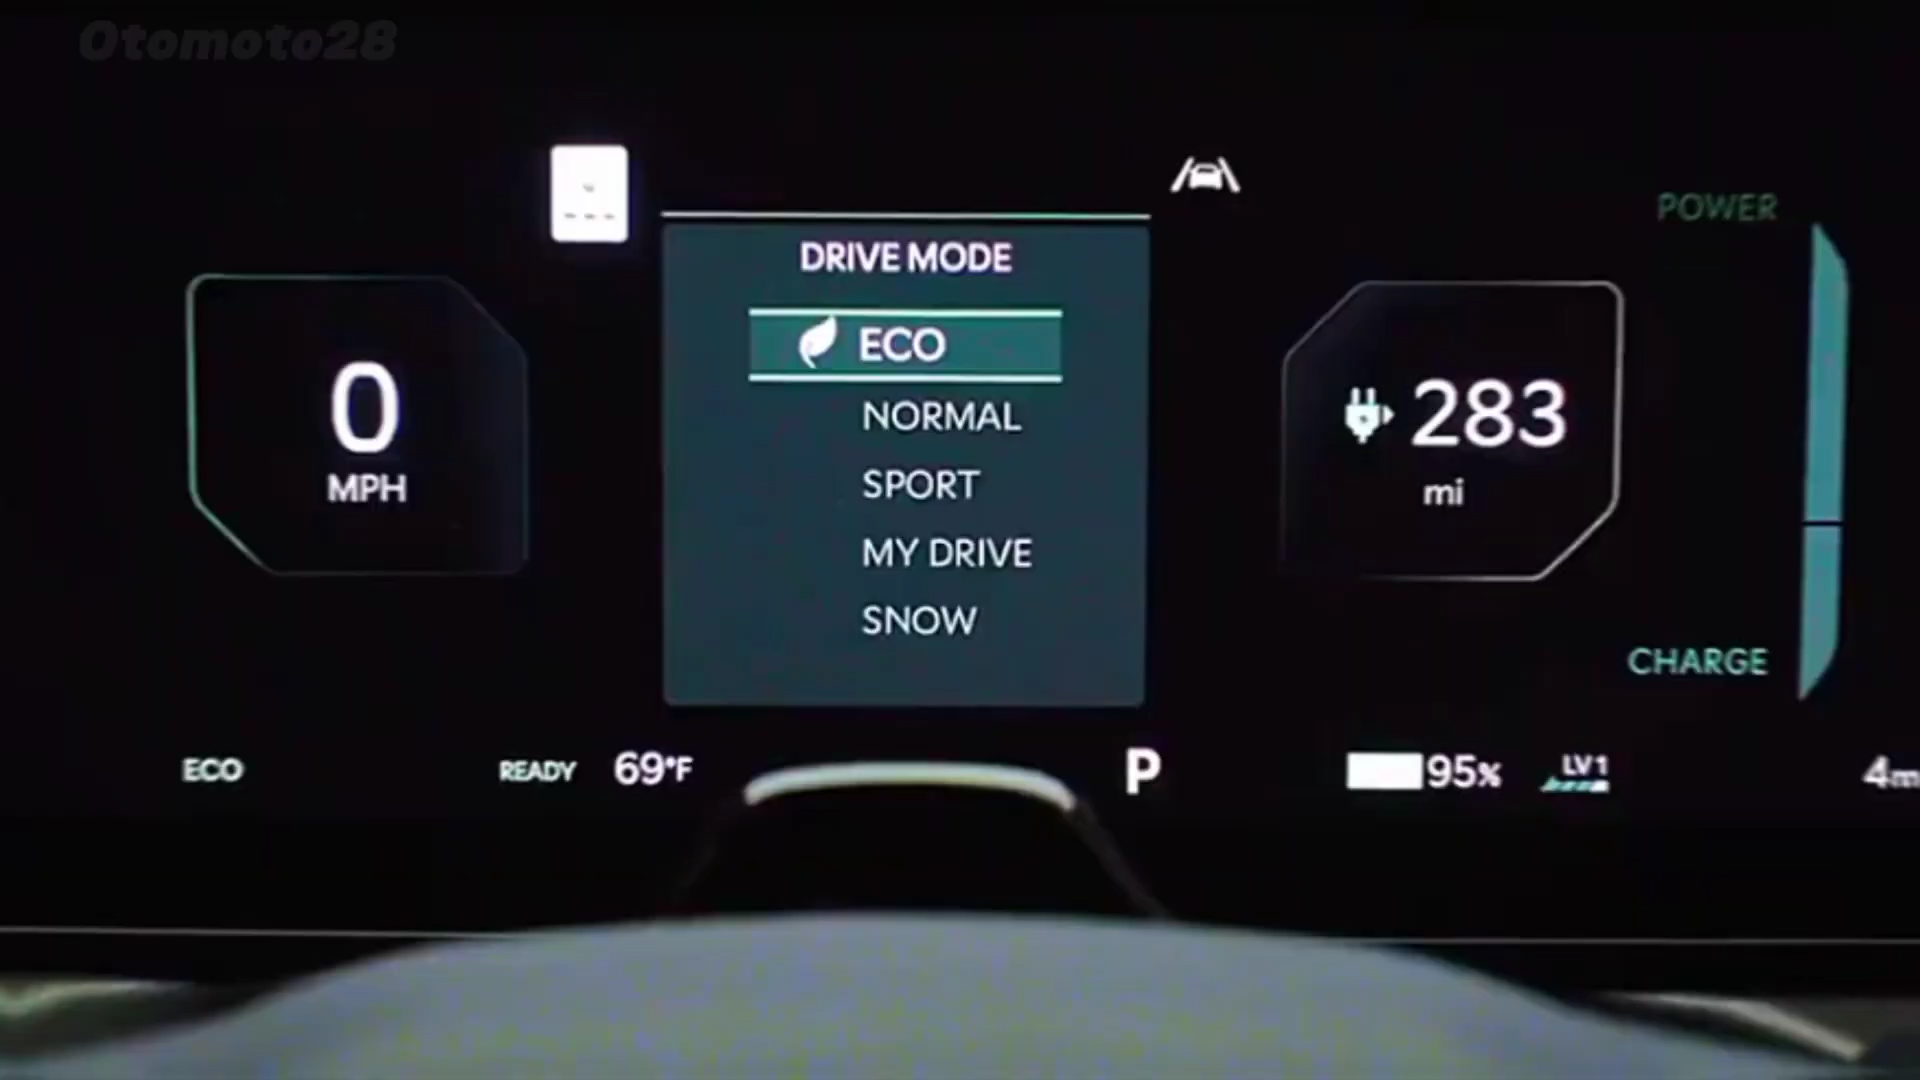 Otomoto28
POWER
DRIVE MODE
ECO
NORMAL
SPORT
MY DRIVE
SNOW
0
MPH
283
mi
CHARGE
ECO
READY
69°F
P
95%
LV1
4m